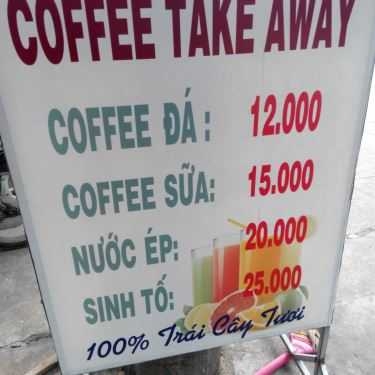 COFFEE TAKE AWAY
COFFEE ĐÁ: 12.000
COFFEE SỮA: 15.000
NƯỚC ÉP: 20.000
SINH TỐ: 25.000
100% Trái Cây Tươi